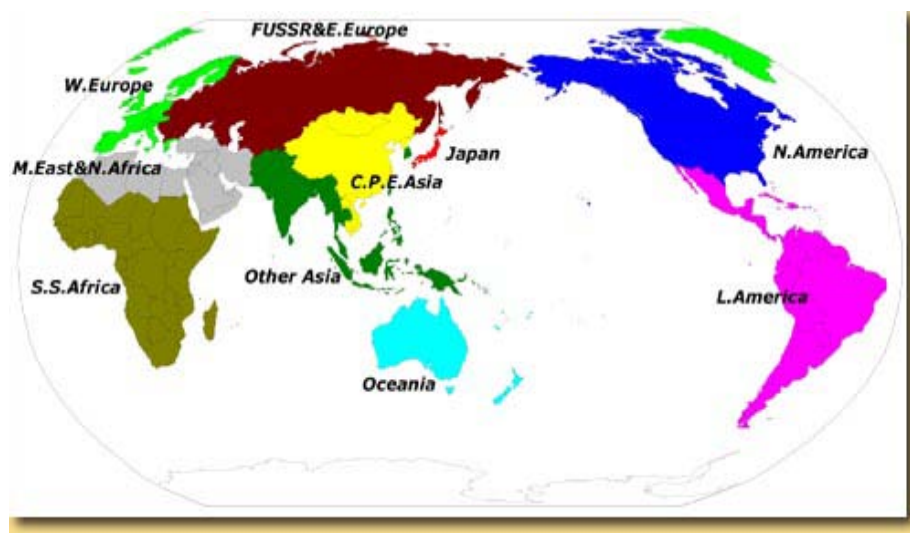 FUSSR&E.Europe
W.Europe
M.East&N.Africa
Japan
N.America
C.P.E.Asia
Other Asia
S.S.Africa
L.America
Oceania